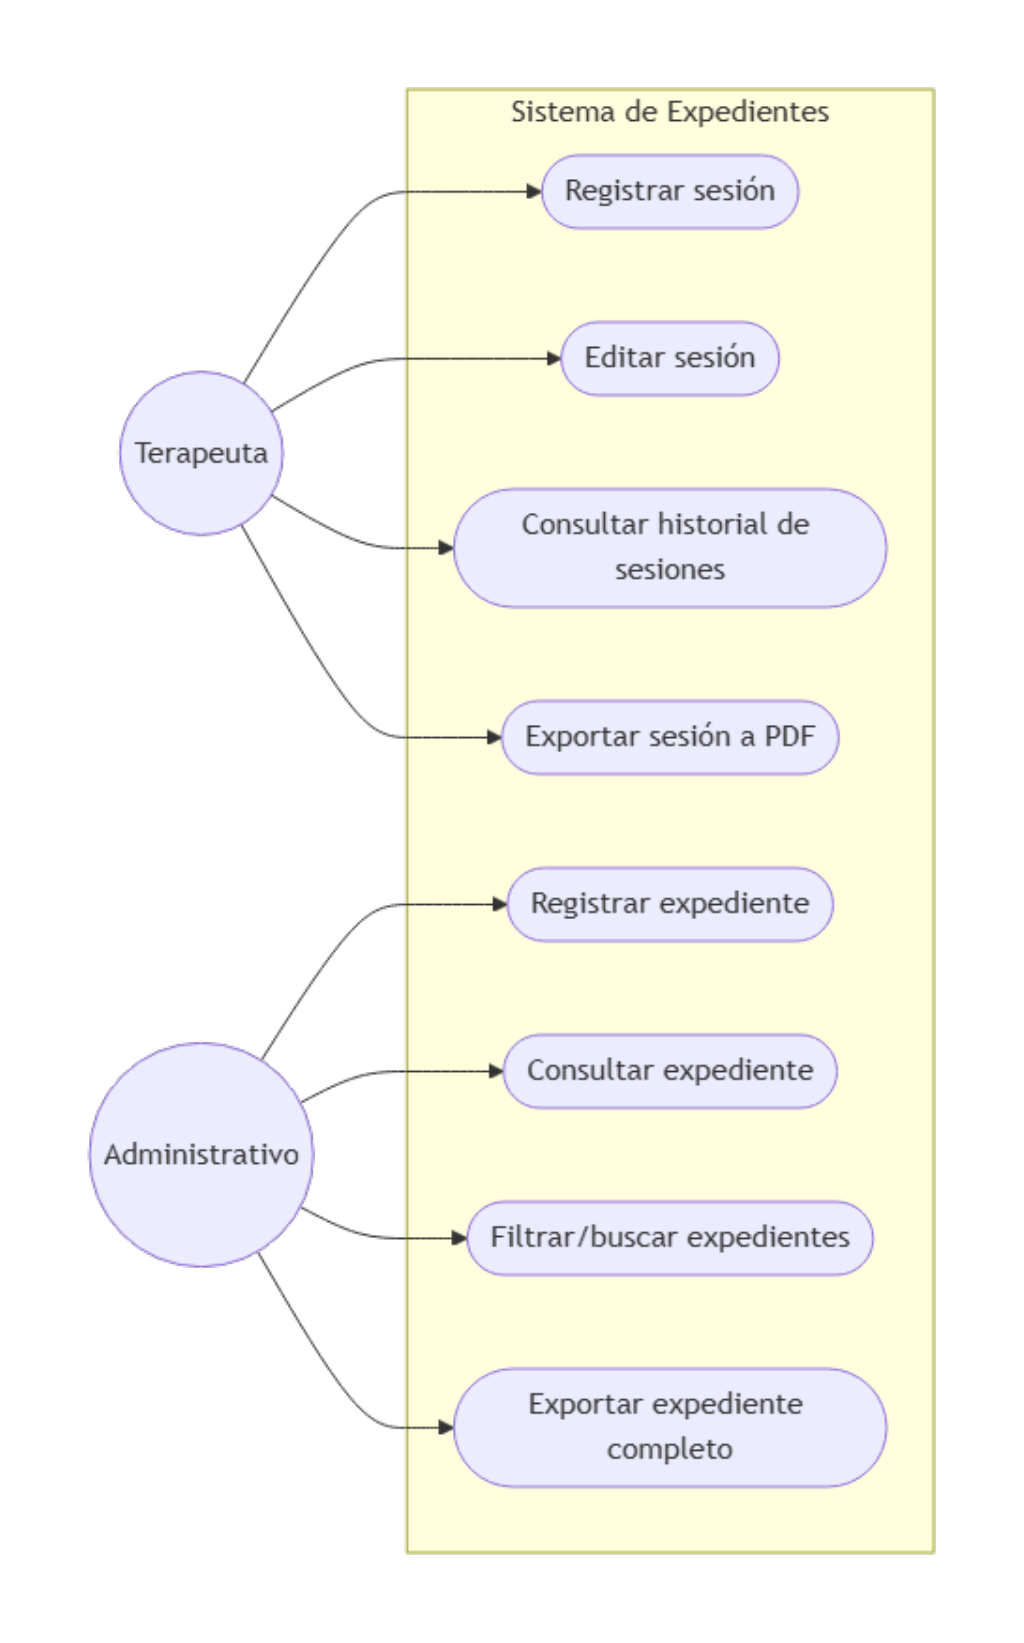 Sistema de Expedientes
Registrar sesión
Editar sesión
Terapeuta
Consultar historial de
sesiones
Exportar sesión a PDF
Registrar expediente
Consultar expediente
Administrativo
Filtrar/buscar expedientes
Exportar expediente
completo